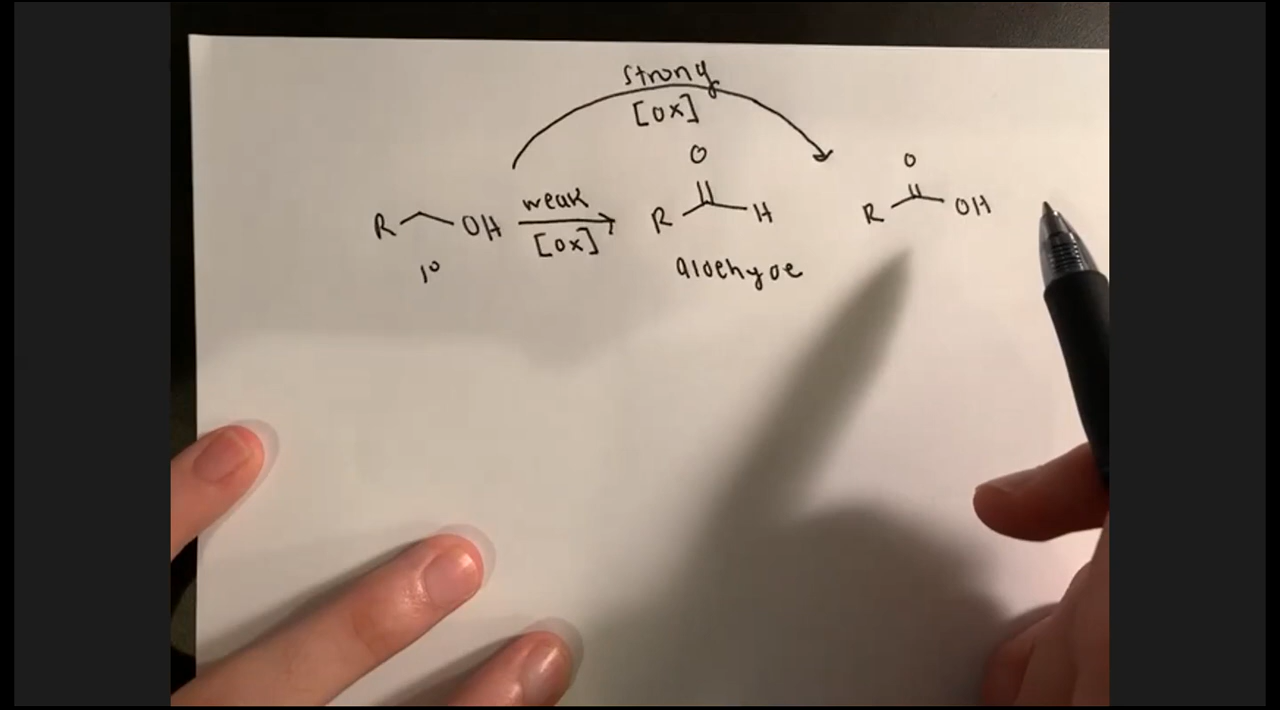 strong
[ox]
O O
R OH weak R H R OH
[ox]
1° aldehyde